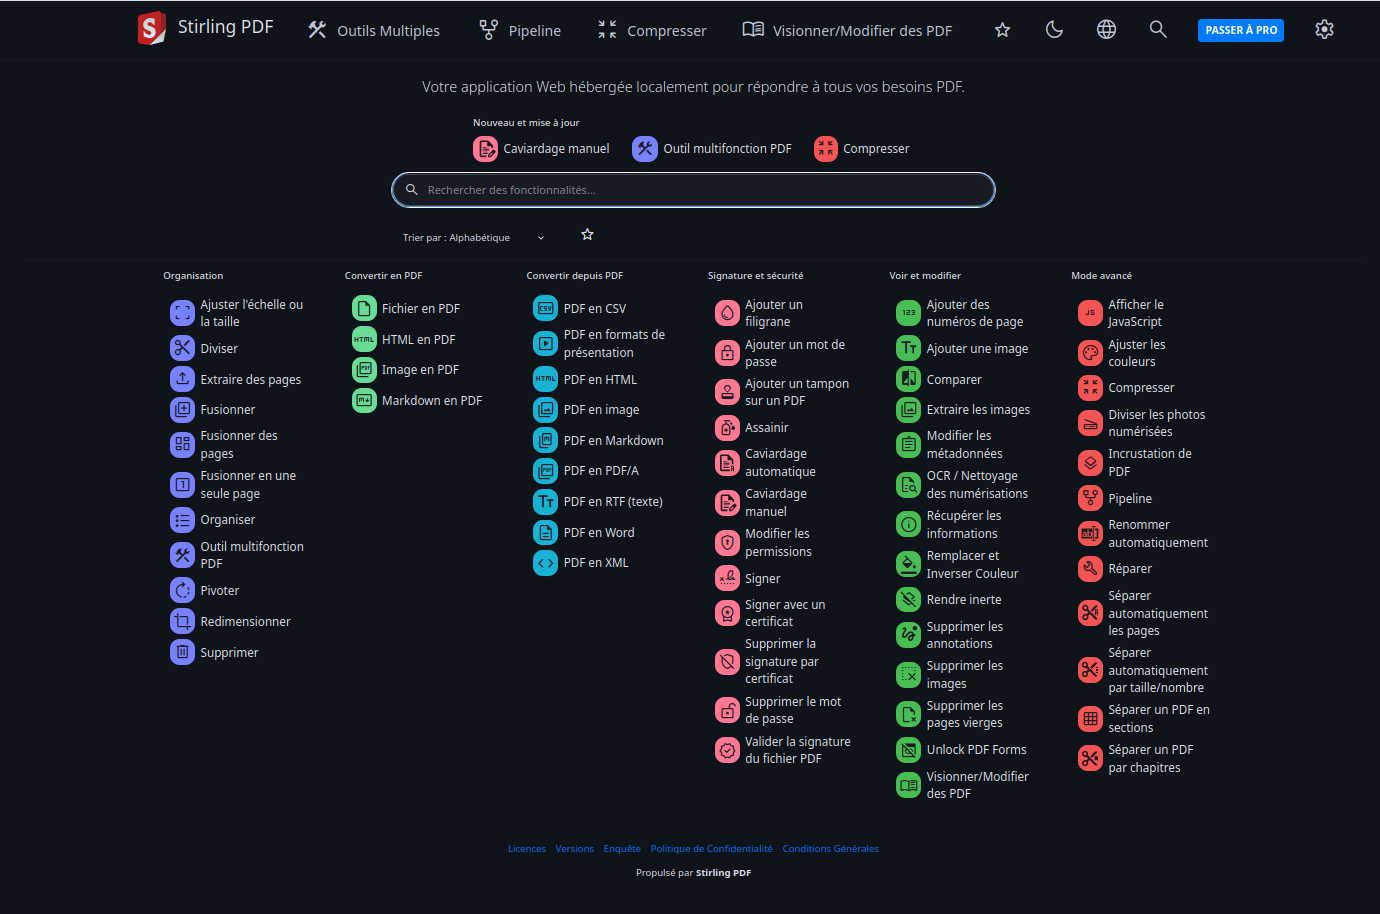 Stirling PDF
Outils Multiples
Pipeline
Compresser
Visionner/Modifier des PDF
PASSER À PRO
Votre application Web hébergée localement pour répondre à tous vos besoins PDF.
Nouveau et mise à jour
Caviardage manuel
Outil multifonction PDF
Compresser
Rechercher des fonctionnalités...
Trier par : Alphabétique
Organisation
Ajuster l'échelle ou
la taille
Diviser
Extraire des pages
Fusionner
Fusionner des
pages
Fusionner en une
seule page
Organiser
Outil multifonction
PDF
Pivoter
Redimensionner
Supprimer
Convertir en PDF
Fichier en PDF
HTML
HTML en PDF
Image en PDF
Markdown en PDF
Convertir depuis PDF
CSV
PDF en CSV
PDF en formats de
présentation
HTML
PDF en HTML
PDF en image
PDF en Markdown
PDF en PDF/A
PDF en RTF (texte)
PDF en Word
PDF en XML
Signature et sécurité
Ajouter un
filigrane
Ajouter un mot de
passe
Ajouter un tampon
sur un PDF
Assainir
Caviardage
automatique
Caviardage
manuel
Modifier les
permissions
Signer
Signer avec un
certificat
Supprimer la
signature par
certificat
Supprimer le mot
de passe
Valider la signature
du fichier PDF
Voir et modifier
123
Ajouter des
numéros de page
Ajouter une image
Comparer
Extraire les images
Modifier les
métadonnées
OCR / Nettoyage
des numérisations
Récupérer les
informations
Remplacer et
Inverser Couleur
Rendre inerte
Supprimer les
annotations
Supprimer les
images
Supprimer les
pages vierges
Unlock PDF Forms
Visionner/Modifier
des PDF
Mode avancé
JS
Afficher le
JavaScript
Ajuster les
couleurs
Compresser
Diviser les photos
numérisées
Incrustation de
PDF
Pipeline
Renommer
automatiquement
Réparer
Séparer
automatiquement
les pages
Séparer
automatiquement
par taille/nombre
Séparer un PDF en
sections
Séparer un PDF
par chapitres
Licences
Versions
Enquête
Politique de Confidentialité
Conditions Générales
Propulsé par Stirling PDF